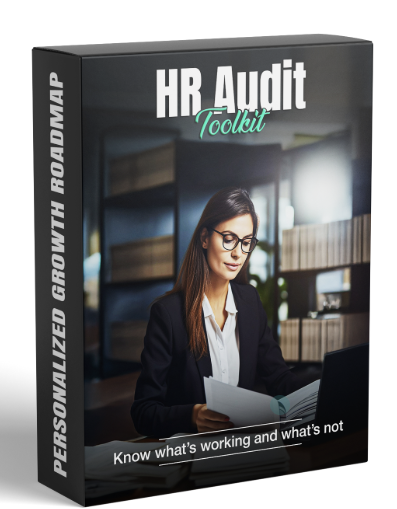 HR Audit
Toolkit
Know what's working and what's not
PERSONALIZED GROWTH ROADMAP